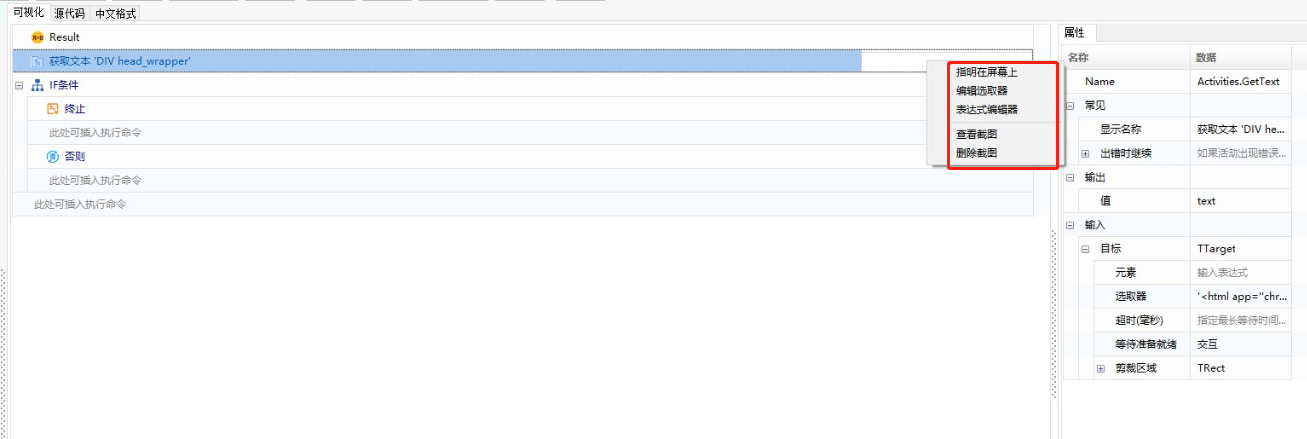 可视化 源代码 中文格式
Result
获取文本 'DIV head_wrapper'
IF条件
终止
此处可插入执行命令
否则
此处可插入执行命令
此处可插入执行命令
指明在屏幕上
编辑选取器
表达式编辑器
查看截图
删除截图
属性
名称 数据
Name Activities.GetText
常见
显示名称 获取文本 'DIV he...
出错时继续 如果活动出现错误...
输出
值 text
输入
目标 TTarget
元素 输入表达式
选取器 '<html app="chr...
超时(毫秒) 指定最长等待时间...
等待准备就绪 交互
剪裁区域 TRect